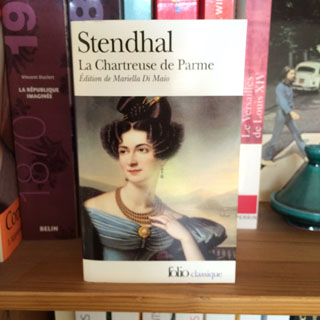 Stendhal
La Chartreuse de Parme
Édition de Mariella Di Maio
folio classique
LA RÉPUBLIQUE
IMAGINÉE
1870
BELIN
Le Versailles
de Louis XIV